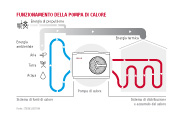 FUNZIONAMENTO DELLA POMPA DI CALORE
Energia di propulsione
Energia termica
Energia
ambientale
Aria
Terra
Acqua
Pompa di calore
Sistema di fonti di calore
Sistema di distribuzione
e accumulo del calore